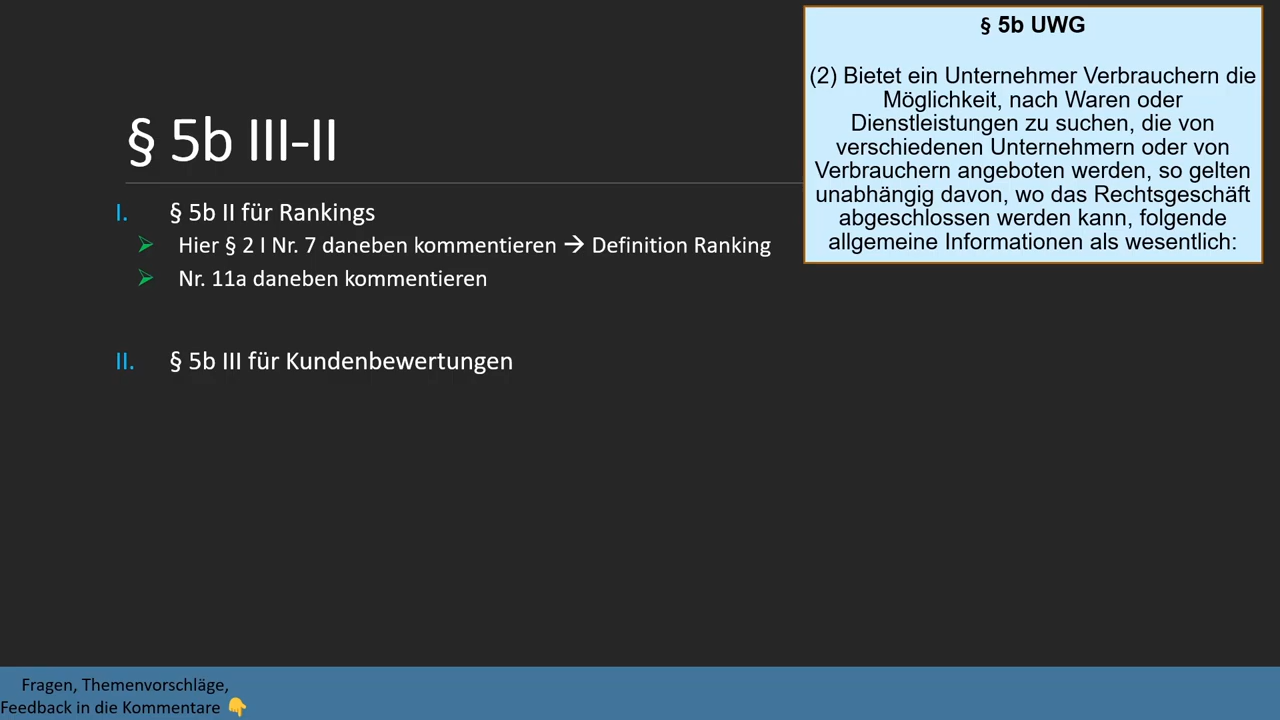 § 5b III-II
I. § 5b II für Rankings
➢ Hier § 2 I Nr. 7 daneben kommentieren → Definition Ranking
➢ Nr. 11a daneben kommentieren
II. § 5b III für Kundenbewertungen
§ 5b UWG
(2) Bietet ein Unternehmer Verbrauchern die
Möglichkeit, nach Waren oder
Dienstleistungen zu suchen, die von
verschiedenen Unternehmern oder von
Verbrauchern angeboten werden, so gelten
unabhängig davon, wo das Rechtsgeschäft
abgeschlossen werden kann, folgende
allgemeine Informationen als wesentlich:
Fragen, Themenvorschläge,
Feedback in die Kommentare 👇